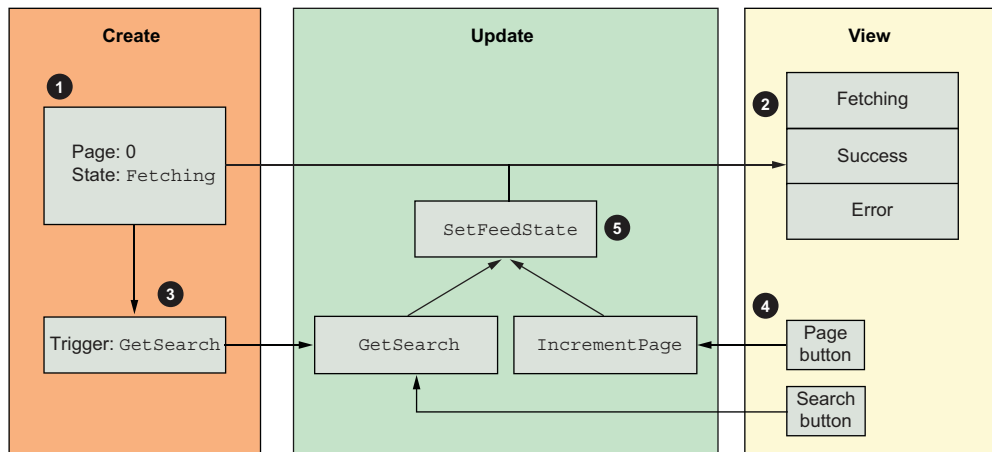 Create
Update
View
1
Page: 0
State: Fetching
2
Fetching
Success
Error
SetFeedState
5
3
Trigger: GetSearch
GetSearch
IncrementPage
4
Page
button
Search
button